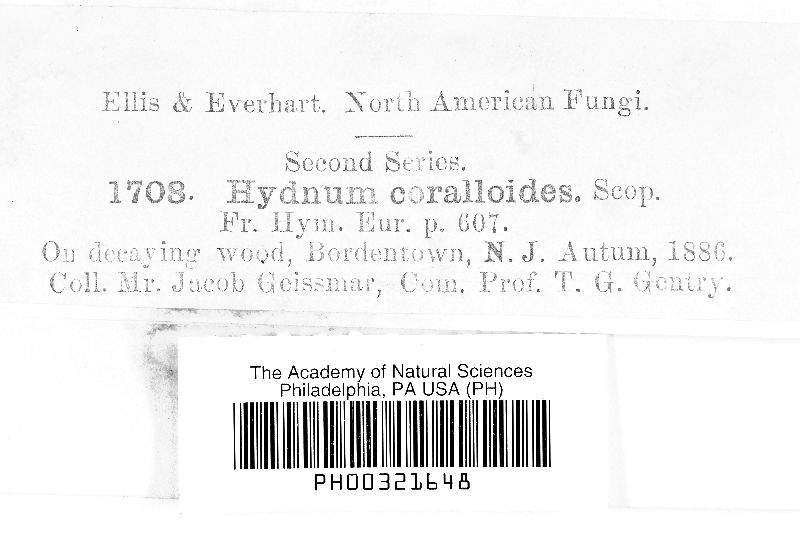 Ellis & Everhart. North American Fungi.
Second Series.
1708. Hydnum coralloides. Scop.
Fr. Hym. Eur. p. 607.
On decaying wood, Bordentown, N. J. Autum, 1886.
Coll. Mr. Jacob Geissmar, Com. Prof. T. G. Gentry.
The Academy of Natural Sciences
Philadelphia, PA USA (PH)
PH00321648